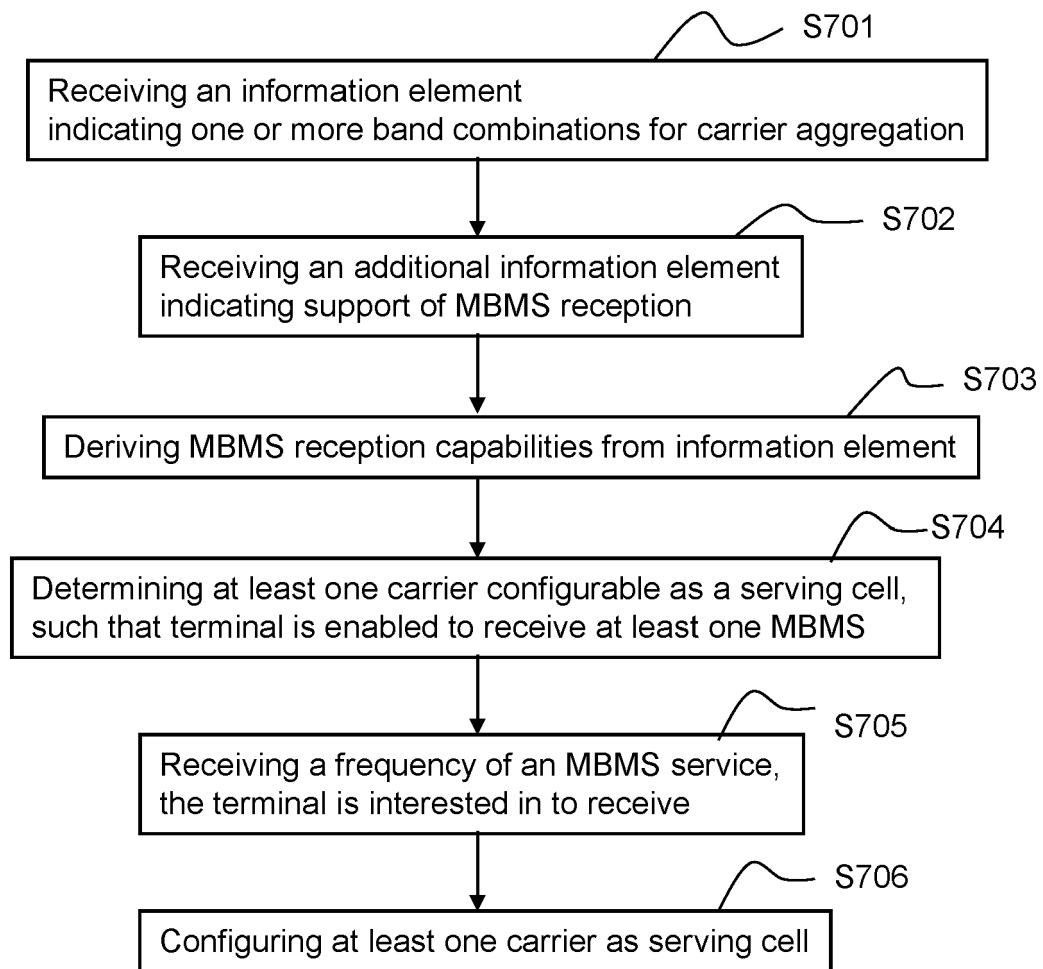 S701
Receiving an information element
indicating one or more band combinations for carrier aggregation
S702
Receiving an additional information element
indicating support of MBMS reception
S703
Deriving MBMS reception capabilities from information element
S704
Determining at least one carrier configurable as a serving cell,
such that terminal is enabled to receive at least one MBMS
S705
Receiving a frequency of an MBMS service,
the terminal is interested in to receive
S706
Configuring at least one carrier as serving cell